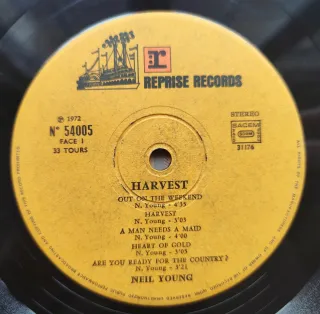 r
REPRISE RECORDS
℗ 1972
N° 54005
FACE 1
33 TOURS
STEREO
SACEM
31176
HARVEST
OUT ON THE WEEKEND
N. Young - 4'35
HARVEST
N. Young - 3'03
A MAN NEEDS A MAID
N. Young - 4'00
HEART OF GOLD
N. Young - 3'05
ARE YOU READY FOR THE COUNTRY?
N. Young - 3'21
NEIL YOUNG